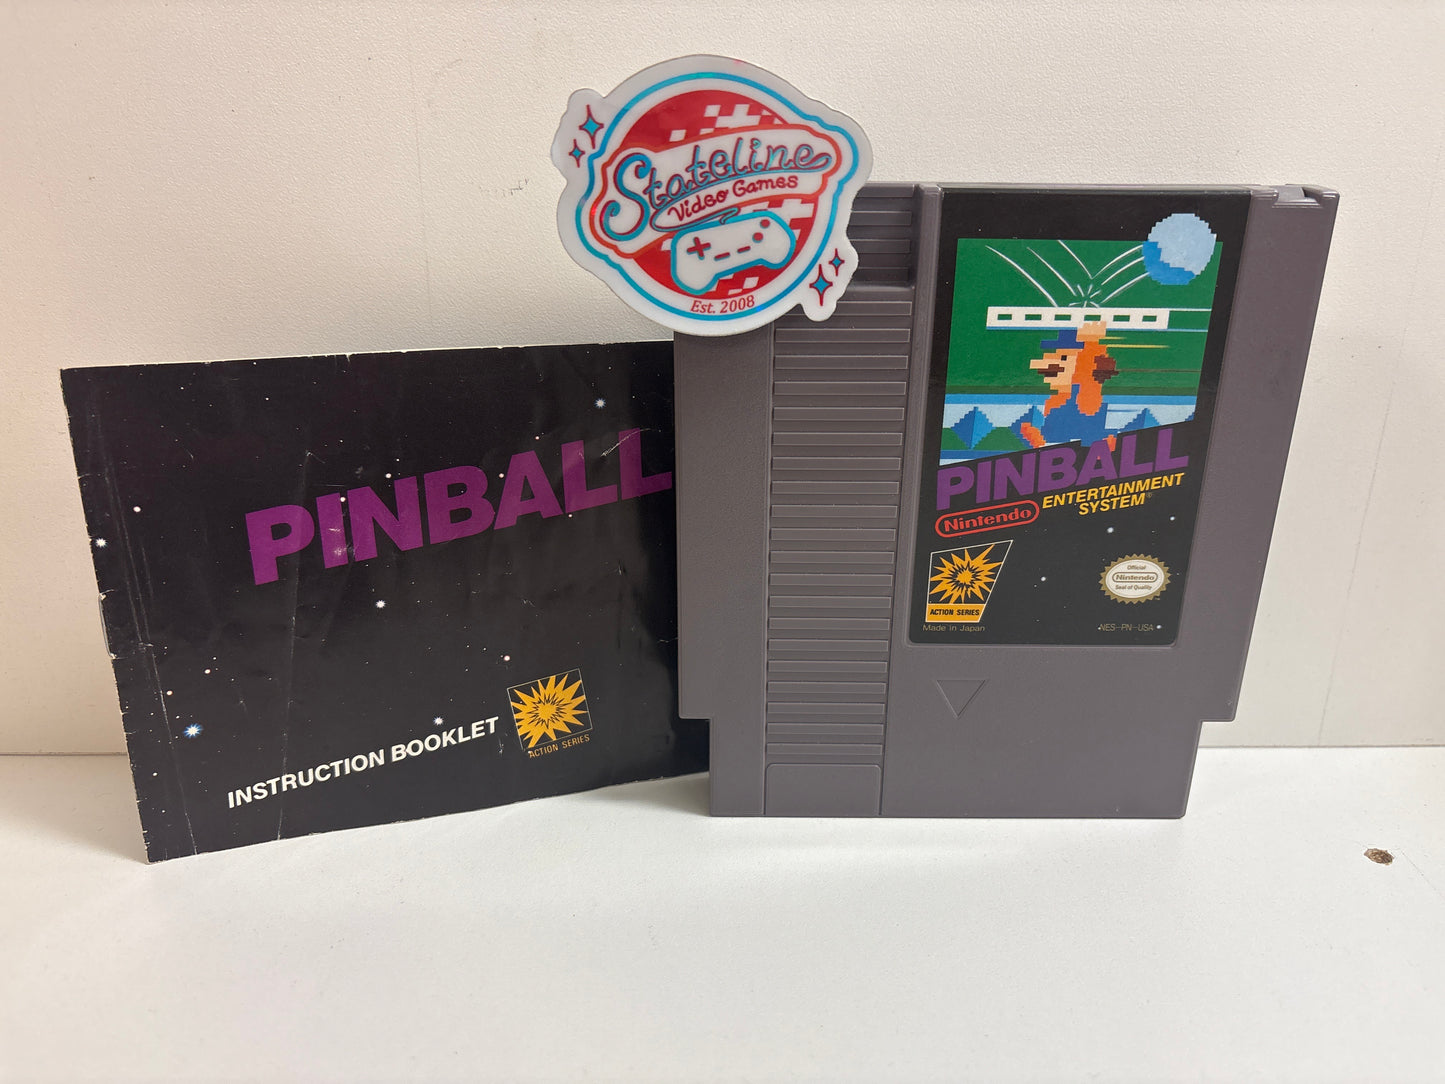 Stateline
Video Games
Est. 2008
PINBALL
INSTRUCTION BOOKLET
ACTION SERIES
PINBALL
Nintendo
ENTERTAINMENT
SYSTEM®
ACTION SERIES
Made in Japan
Official
Nintendo
Seal of Quality
NES-PN-USA